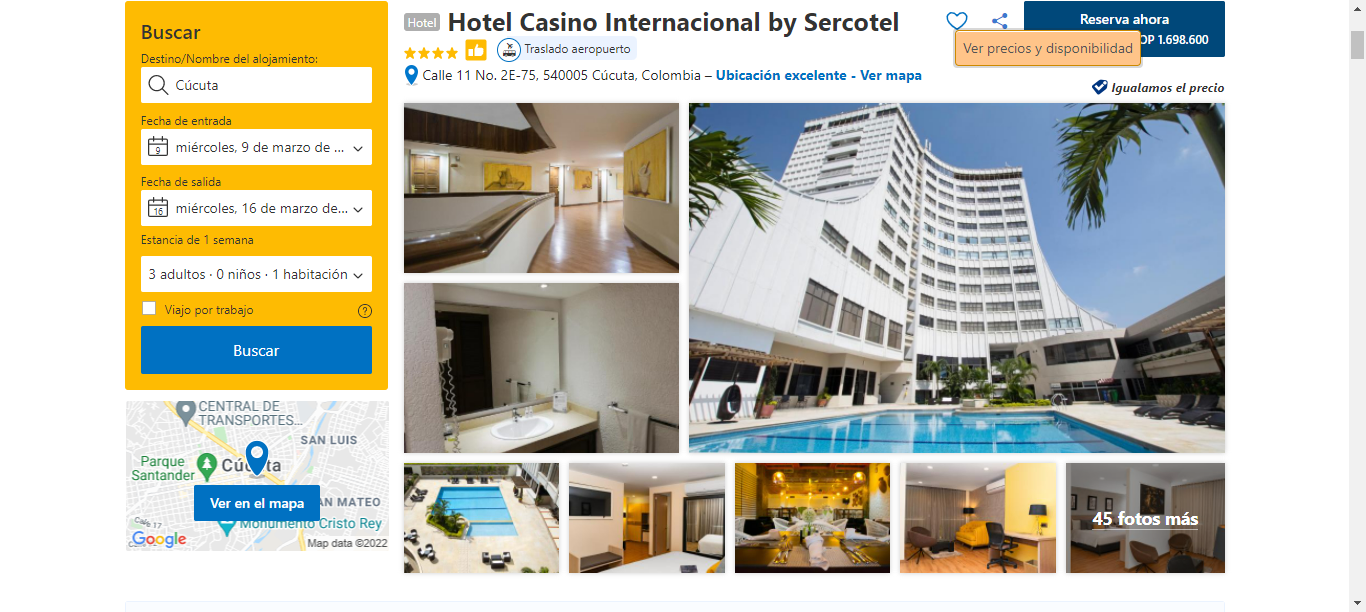 Buscar
Destino/Nombre del alojamiento:
Cúcuta
Fecha de entrada
9
miércoles, 9 de marzo de ...
Fecha de salida
16
miércoles, 16 de marzo de...
Estancia de 1 semana
3 adultos · 0 niños · 1 habitación
Viajo por trabajo
?
Buscar
CENTRAL DE
TRANSPORTES...
SAN LUIS
Parque
Santander
Cúcuta
AN MATEO
Ver en el mapa
Monumento Cristo Rey
Google
Map data ©2022
Hotel Hotel Casino Internacional by Sercotel
Traslado aeropuerto
Calle 11 No. 2E-75, 540005 Cúcuta, Colombia – Ubicación excelente - Ver mapa
Reserva ahora
OP 1.698.600
Ver precios y disponibilidad
Igualamos el precio
45 fotos más